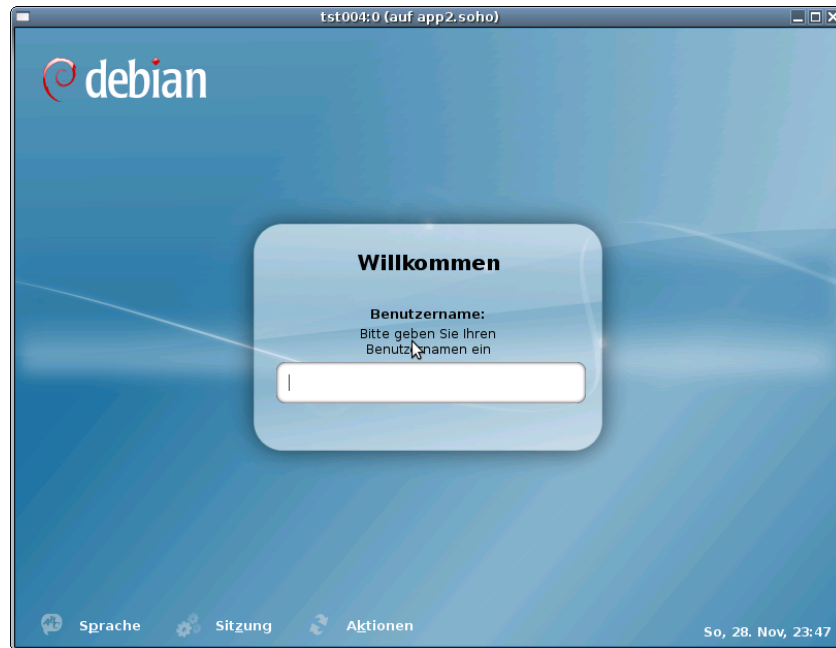 tst004:0 (auf app2.soho)
debian
Willkommen
Benutzername:
Bitte geben Sie Ihren
Benutzernamen ein
Sprache
Sitzung
Aktionen
So, 28. Nov, 23:47